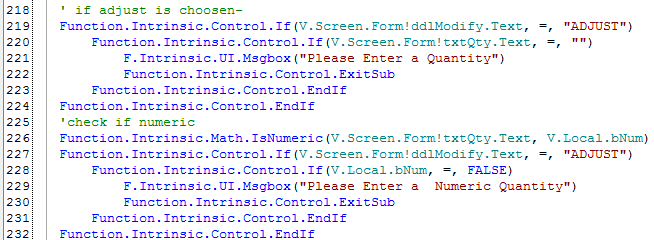 218 ' if adjust is choosen-
219 Function.Intrinsic.Control.If(V.Screen.Form!ddlModify.Text, =, "ADJUST")
220 Function.Intrinsic.Control.If(V.Screen.Form!txtQty.Text, =, "")
221 F.Intrinsic.UI.Msgbox("Please Enter a Quantity")
222 Function.Intrinsic.Control.ExitSub
223 Function.Intrinsic.Control.EndIf
224 Function.Intrinsic.Control.EndIf
225 'check if numeric
226 Function.Intrinsic.Math.IsNumeric(V.Screen.Form!txtQty.Text, V.Local.bNum)
227 Function.Intrinsic.Control.If(V.Screen.Form!ddlModify.Text, =, "ADJUST")
228 Function.Intrinsic.Control.If(V.Local.bNum, =, FALSE)
229 F.Intrinsic.UI.Msgbox("Please Enter a  Numeric Quantity")
230 Function.Intrinsic.Control.ExitSub
231 Function.Intrinsic.Control.EndIf
232 Function.Intrinsic.Control.EndIf